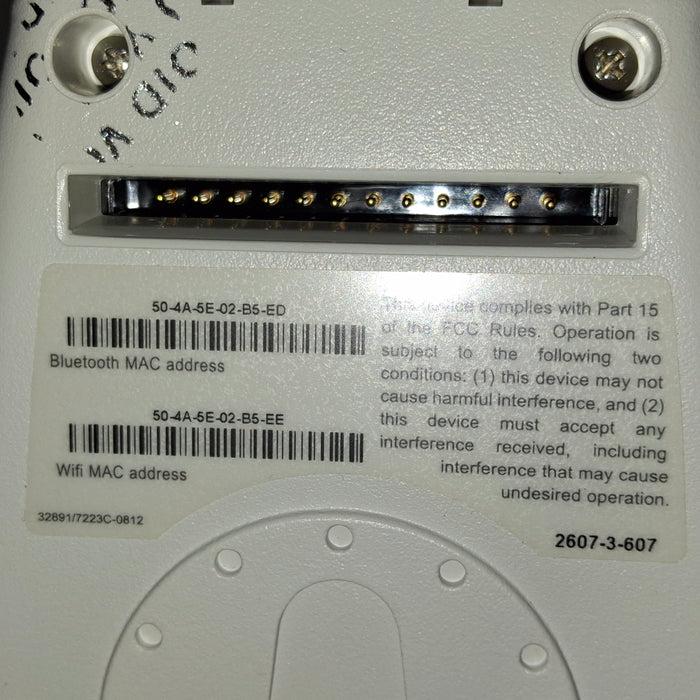 50-4A-5E-02-B5-ED
Bluetooth MAC address
50-4A-5E-02-B5-EE
Wifi MAC address
32891/7223C-0812
This device complies with Part 15
of the FCC Rules. Operation is
subject to the following two
conditions: (1) this device may not
cause harmful interference, and (2)
this device must accept any
interference received, including
interference that may cause
undesired operation.
2607-3-607